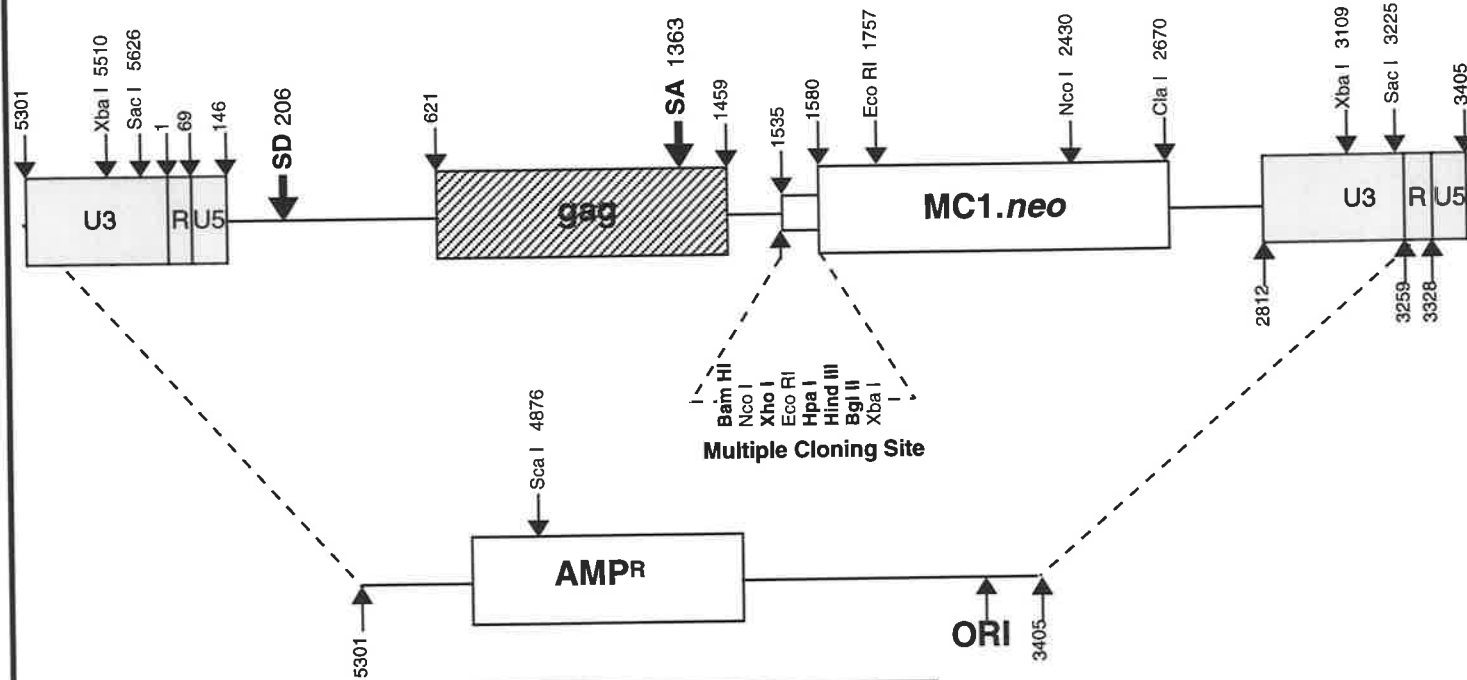 5301
Xba I 5510
Sac I 5626
1
69
146
SD 206
621
SA 1363
1459
1535
1580
Eco RI 1757
Nco I 2430
Cla I 2670
Xba I 3109
Sac I 3225
3405
U3
R
U5
gag
MC1.neo
U3
R
U5
2812
3259
3328
Bam HI
Nco I
Xho I
Eco RI
Hpa I
Hind III
Bgl II
Xba I
Multiple Cloning Site
Sca I 4876
AMPR
5301
ORI
3405